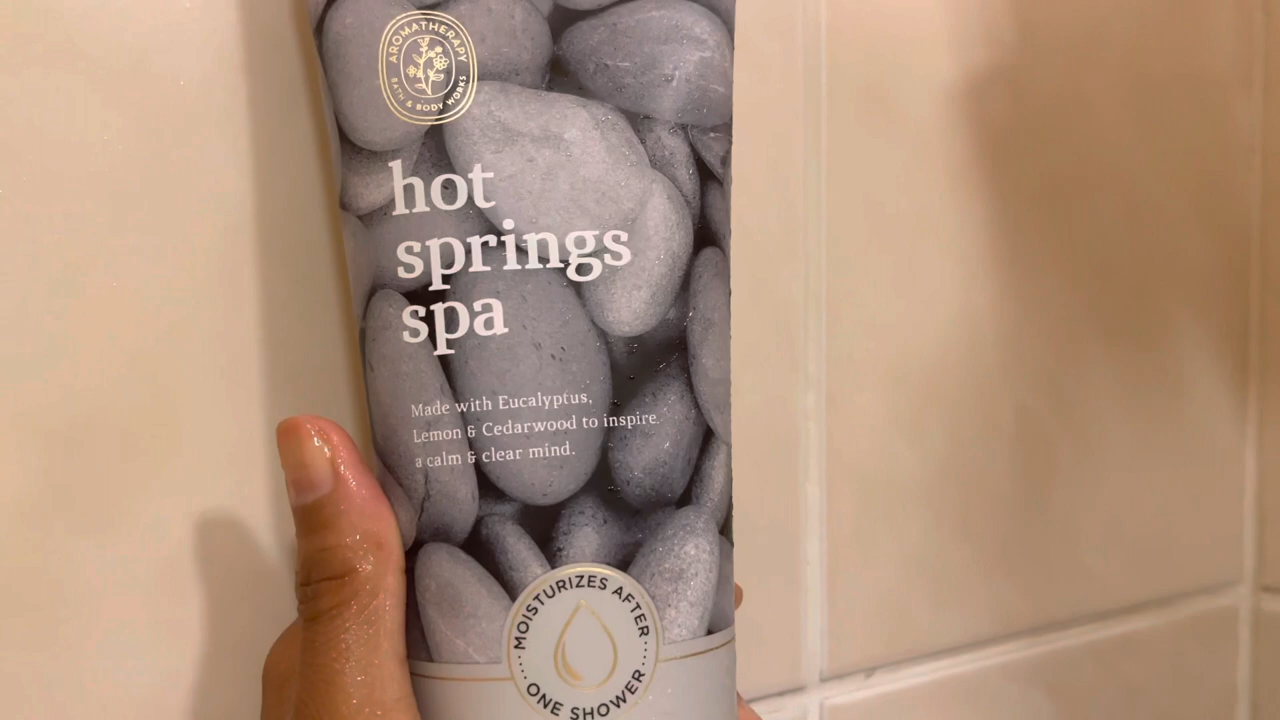 AROMATHERAPY
BATH & BODY WORKS
hot
springs
spa
Made with Eucalyptus,
Lemon & Cedarwood to inspire
a calm & clear mind.
MOISTURIZES AFTER
ONE SHOWER